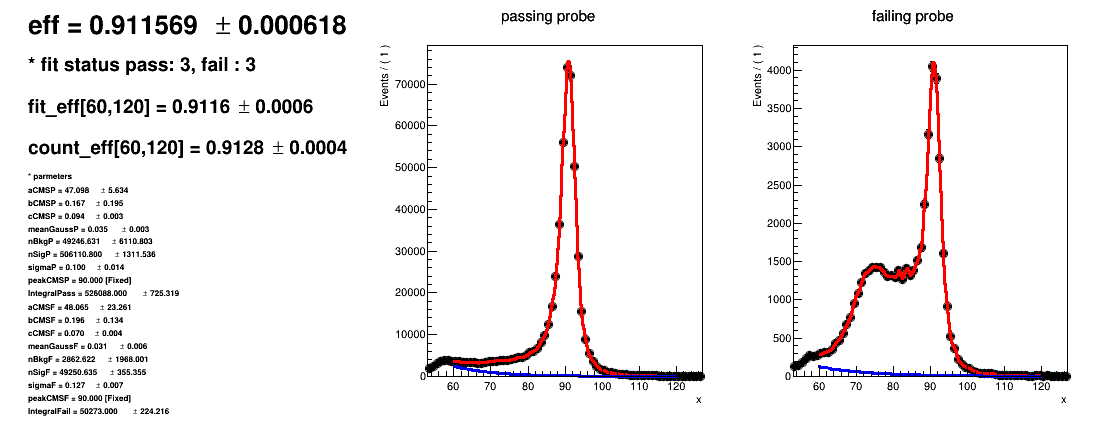 eff = 0.911569 ± 0.000618
* fit status pass: 3, fail : 3
fit_eff[60,120] = 0.9116 ± 0.0006
count_eff[60,120] = 0.9128 ± 0.0004
* parmeters
aCMSP = 47.098 ± 5.634
bCMSP = 0.167 ± 0.195
cCMSP = 0.094 ± 0.003
meanGaussP = 0.035 ± 0.003
nBkgP = 49246.631 ± 6110.803
nSigP = 506110.800 ± 1311.536
sigmaP = 0.100 ± 0.014
peakCMSP = 90.000 [Fixed]
IntegralPass = 526088.000 ± 725.319
aCMSF = 48.065 ± 23.261
bCMSF = 0.196 ± 0.134
cCMSF = 0.070 ± 0.004
meanGaussF = 0.031 ± 0.006
nBkgF = 2862.622 ± 1968.001
nSigF = 49250.635 ± 355.355
sigmaF = 0.127 ± 0.007
peakCMSF = 90.000 [Fixed]
IntegralFail = 50273.000 ± 224.216
passing probe
Events / ( 1 )
70000
60000
50000
40000
30000
20000
10000
0
60 70 80 90 100 110 120
x
failing probe
Events / ( 1 )
4000
3500
3000
2500
2000
1500
1000
500
0
60 70 80 90 100 110 120
x